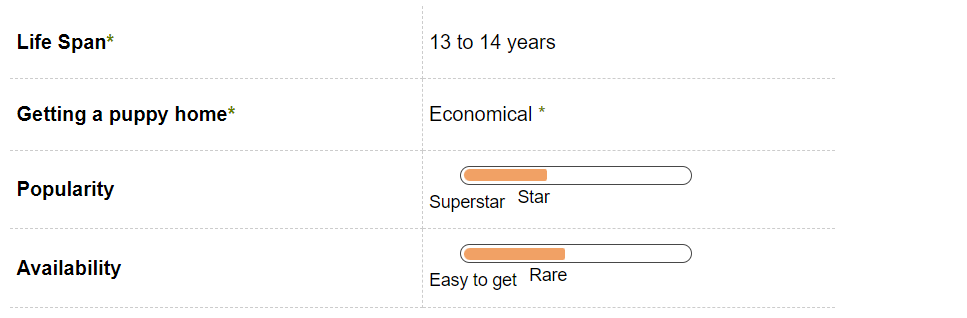 Life Span* 13 to 14 years
Getting a puppy home* Economical *
Popularity
Superstar Star
Availability
Easy to get Rare